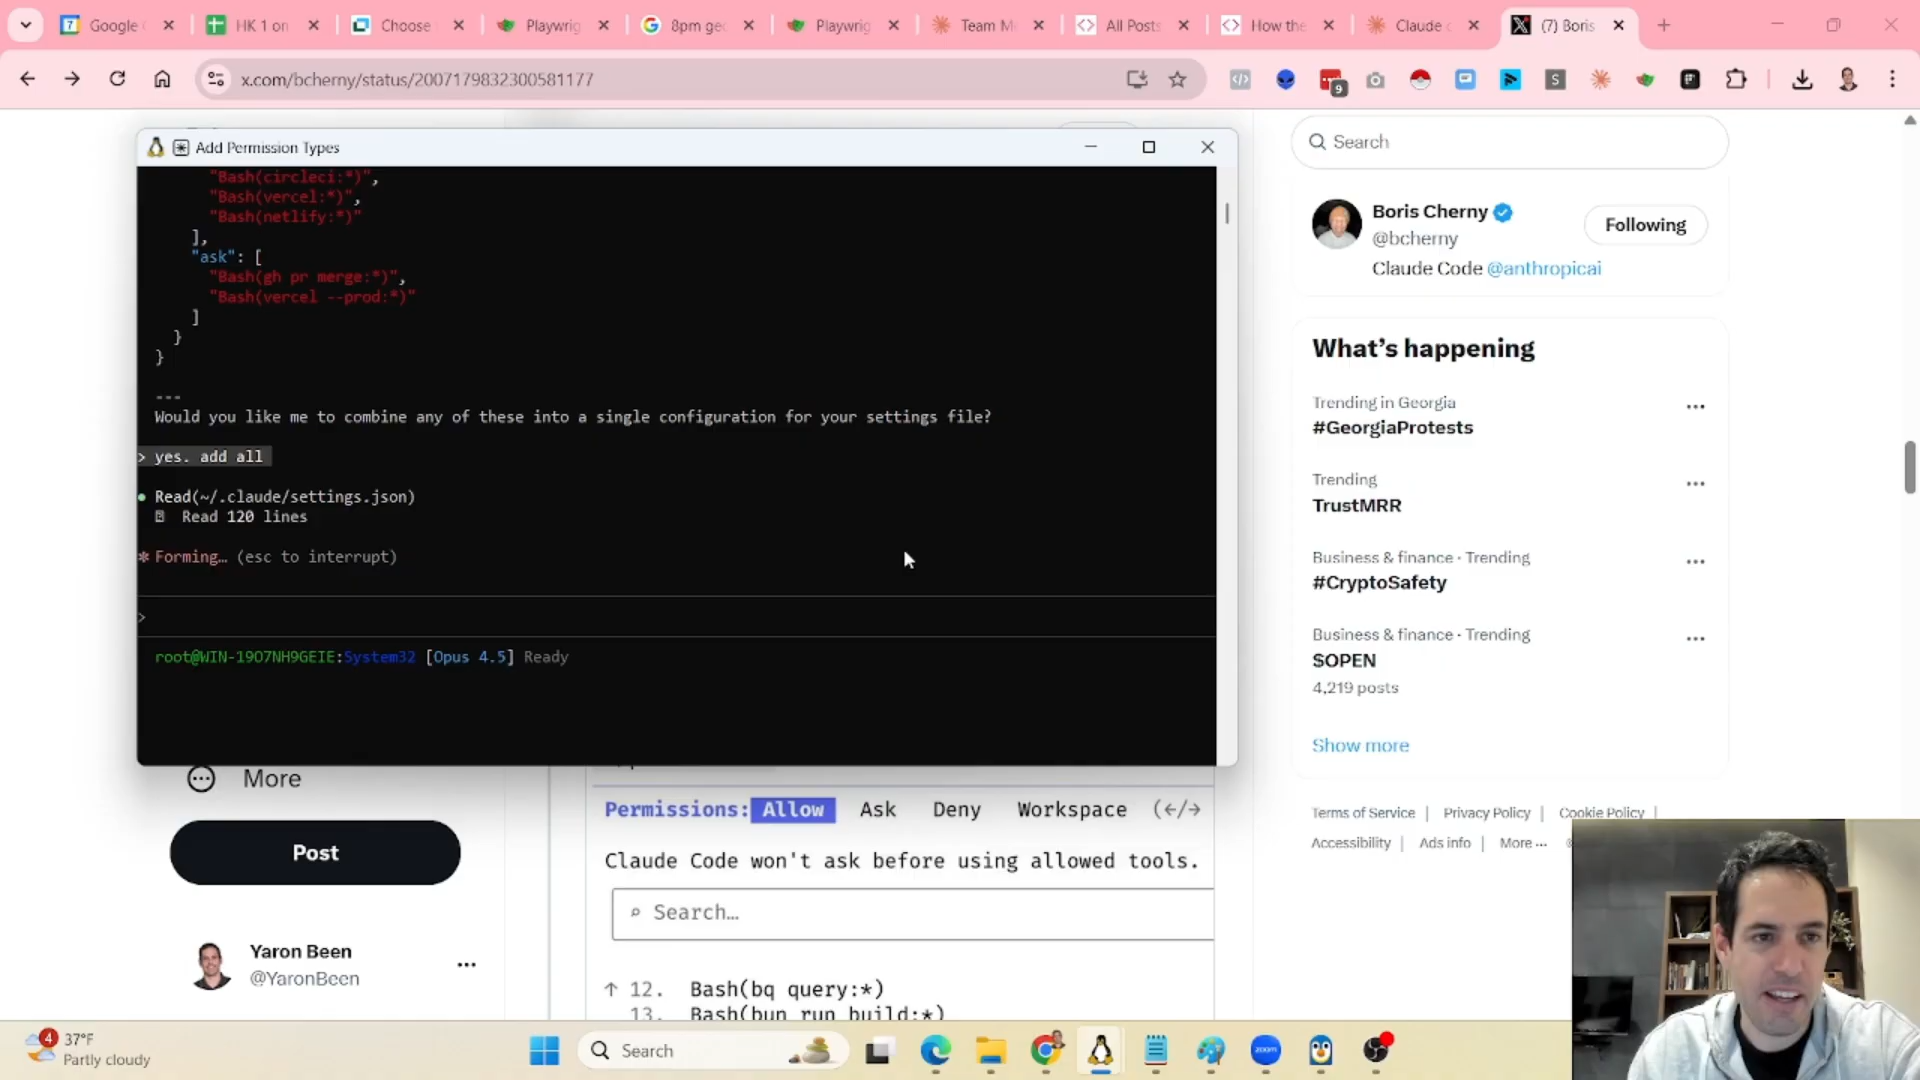 Google
HK 1 on
Choose
Playwrig
8pm geo
Playwrig
Team M
All Posts
How the
Claude
(7) Boris
x.com/bcherny/status/2007179832300581177
9
Add Permission Types
"Bash(circleci:*)",
"Bash(vercel:*)",
"Bash(netlify:*)"
],
"ask": [
"Bash(gh pr merge:*)",
"Bash(vercel --prod:*)"
]
}
}
---
Would you like me to combine any of these into a single configuration for your settings file?
> yes. add all
● Read(~/.claude/settings.json)
Read 120 lines
✻ Forming… (esc to interrupt)
>
root@WIN-19O7NH9GEIE:System32 [Opus 4.5] Ready
More
Post
Yaron Been
@YaronBeen
Permissions: Allow Ask Deny Workspace (←/→
Claude Code won't ask before using allowed tools.
Search…
↑ 12. Bash(bq query:*)
13. Bash(bun run build:*)
Search
Boris Cherny
@bcherny
Following
Claude Code @anthropicai
What's happening
Trending in Georgia
#GeorgiaProtests
Trending
TrustMRR
Business & finance · Trending
#CryptoSafety
Business & finance · Trending
$OPEN
4,219 posts
Show more
Terms of Service | Privacy Policy | Cookie Policy |
Accessibility | Ads info | More ···
4
37°F
Partly cloudy
Search
zoom